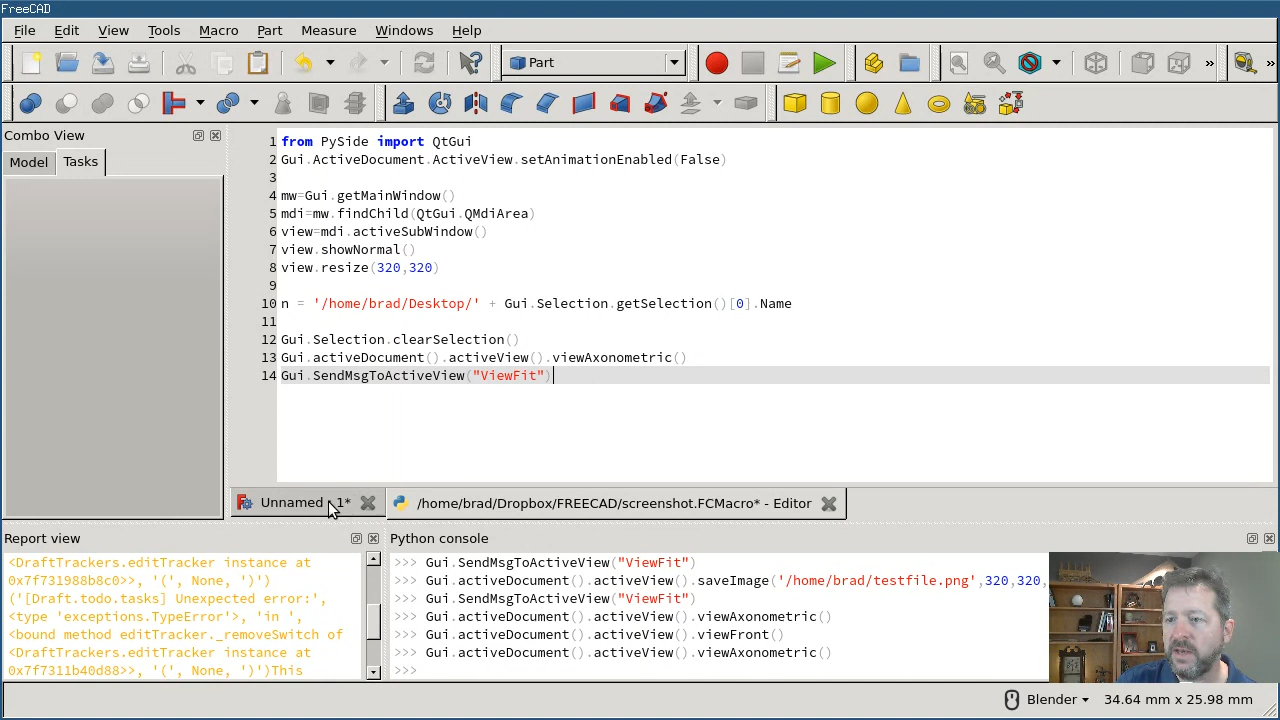 FreeCAD
File Edit View Tools Macro Part Measure Windows Help
Part
»
»
Combo View
Model Tasks
1 from PySide import QtGui
2 Gui.ActiveDocument.ActiveView.setAnimationEnabled(False)
3
4 mw=Gui.getMainWindow()
5 mdi=mw.findChild(QtGui.QMdiArea)
6 view=mdi.activeSubWindow()
7 view.showNormal()
8 view.resize(320,320)
9
10 n = '/home/brad/Desktop/' + Gui.Selection.getSelection()[0].Name
11
12 Gui.Selection.clearSelection()
13 Gui.activeDocument().activeView().viewAxonometric()
14 Gui.SendMsgToActiveView("ViewFit")
Unnamed : 1*
/home/brad/Dropbox/FREECAD/screenshot.FCMacro* - Editor
Report view
<DraftTrackers.editTracker instance at
0x7f731988b8c0>>, '(', None, ')')
('[Draft.todo.tasks] Unexpected error:',
<type 'exceptions.TypeError'>, 'in ',
<bound method editTracker._removeSwitch of
<DraftTrackers.editTracker instance at
0x7f7311b40d88>>, '(', None, ')')This
Python console
>>> Gui.SendMsgToActiveView("ViewFit")
>>> Gui.activeDocument().activeView().saveImage('/home/brad/testfile.png',320,320,
>>> Gui.SendMsgToActiveView("ViewFit")
>>> Gui.activeDocument().activeView().viewAxonometric()
>>> Gui.activeDocument().activeView().viewFront()
>>> Gui.activeDocument().activeView().viewAxonometric()
>>>
Blender
34.64 mm x 25.98 mm